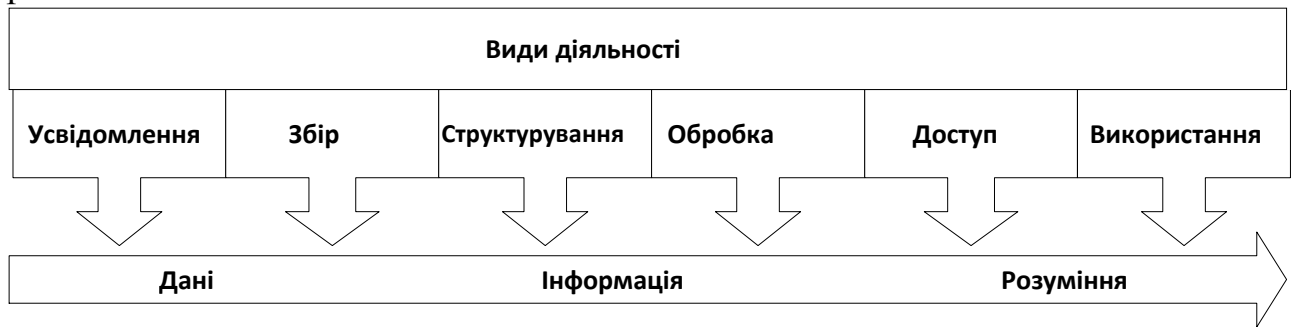 Види діяльності
Усвідомлення Збір Структурування Обробка Доступ Використання
Дані Інформація Розуміння